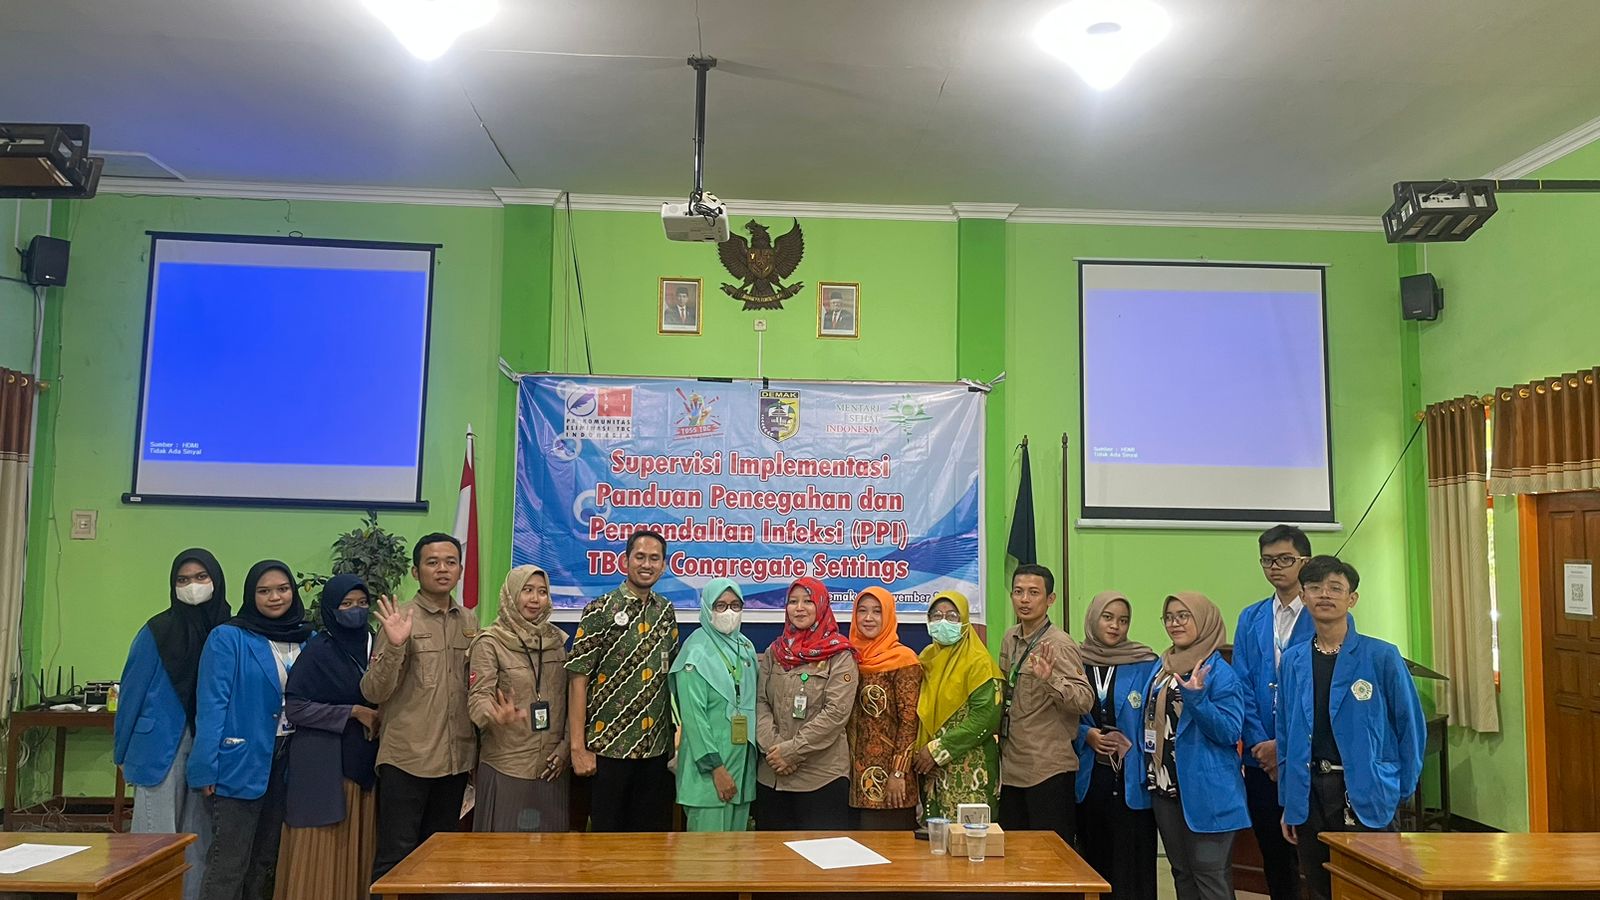 Sumber : HDMI
Tidak Ada Sinyal
Sumber : HDMI
Tidak Ada Sinyal
S T
P I
KOMUNITAS
ELIMINASI TBC
INDONESIA
TOSS TBC
DEMAK
MENTARI
SEHAT
INDONESIA
Supervisi Implementasi
Panduan Pencegahan dan
Pengendalian Infeksi (PPI)
TBC Congregate Settings